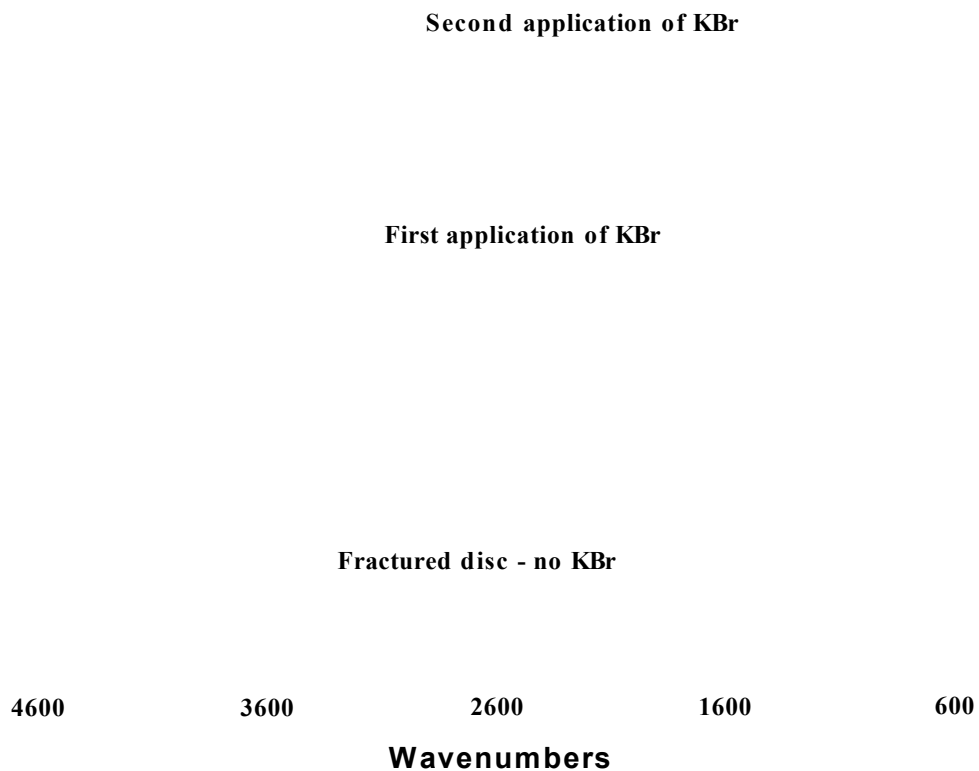 Second application of KBr
First application of KBr
Fractured disc - no KBr
4600 3600 2600 1600 600
Wavenumbers